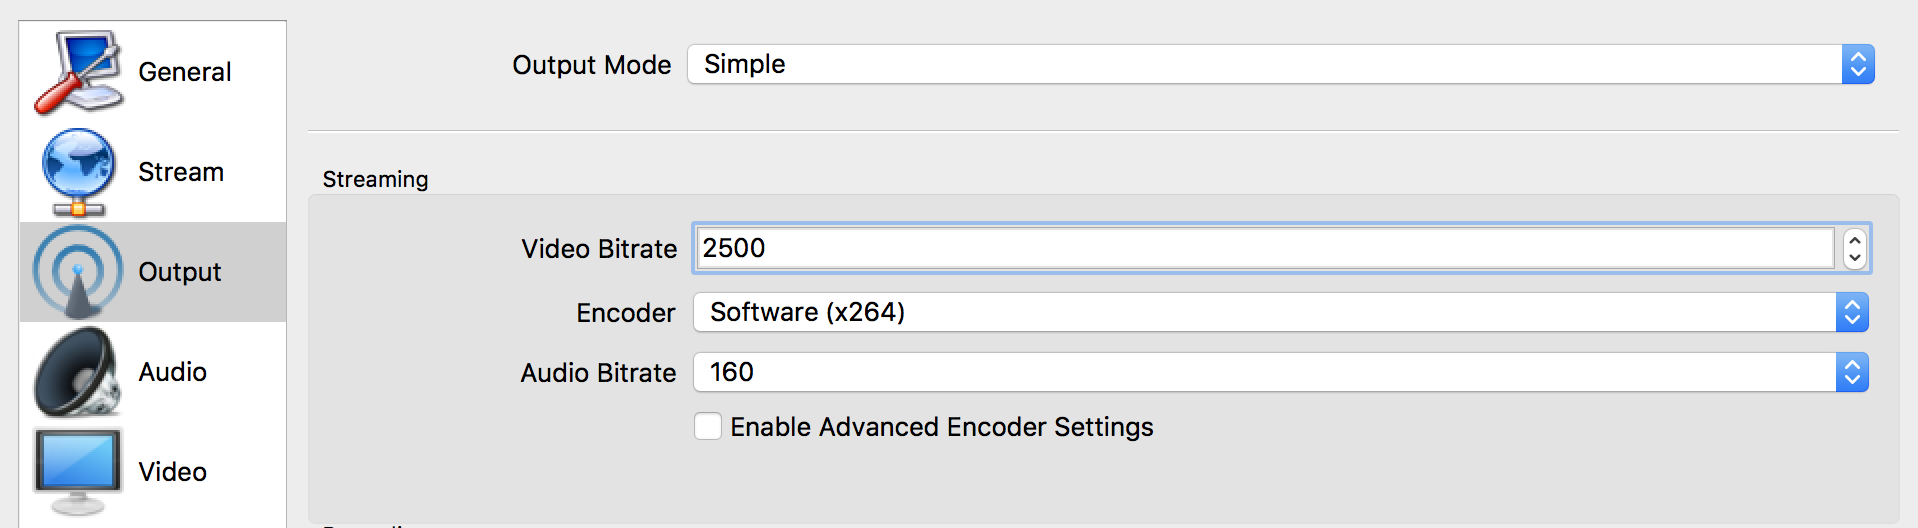 General
Stream
Output
Audio
Video
Output Mode Simple
Streaming
Video Bitrate 2500
Encoder Software (x264)
Audio Bitrate 160
Enable Advanced Encoder Settings